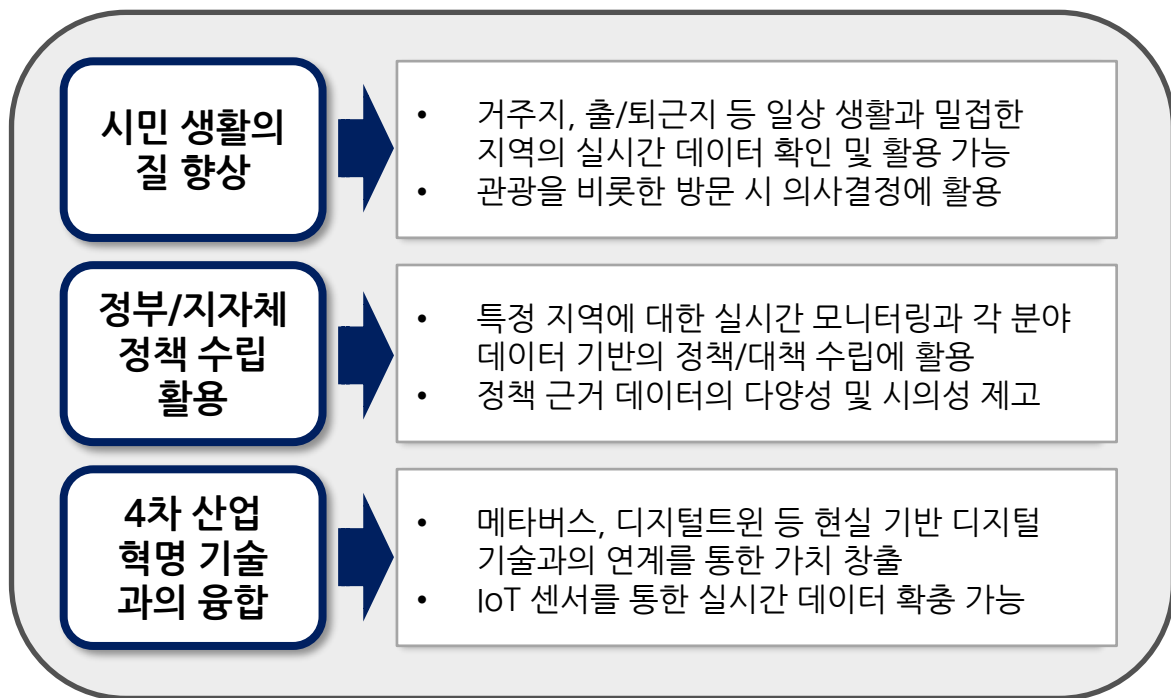 시민 생활의
질 향상
• 거주지, 출/퇴근지 등 일상 생활과 밀접한
지역의 실시간 데이터 확인 및 활용 가능
• 관광을 비롯한 방문 시 의사결정에 활용
정부/지자체
정책 수립
활용
• 특정 지역에 대한 실시간 모니터링과 각 분야
데이터 기반의 정책/대책 수립에 활용
• 정책 근거 데이터의 다양성 및 시의성 제고
4차 산업
혁명 기술
과의 융합
• 메타버스, 디지털트윈 등 현실 기반 디지털
기술과의 연계를 통한 가치 창출
• IoT 센서를 통한 실시간 데이터 확충 가능